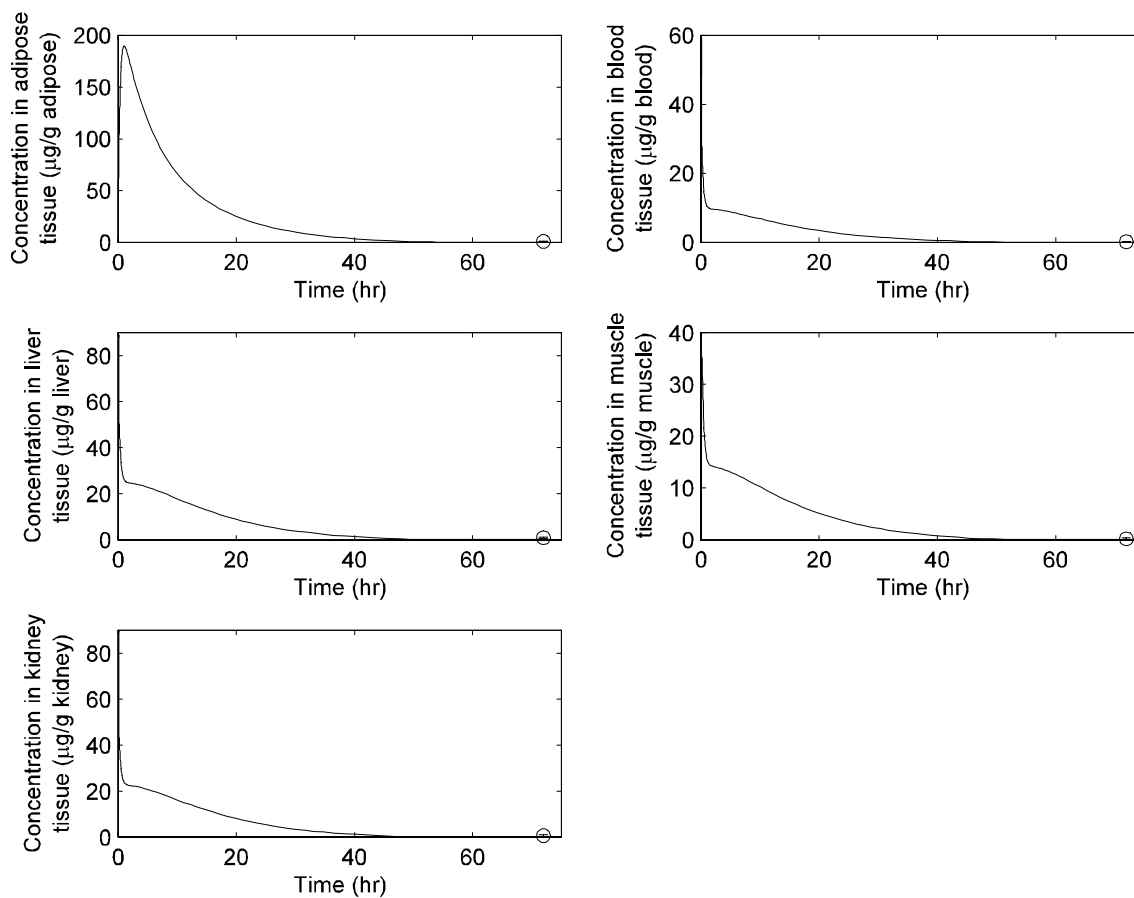 Concentration in adipose
tissue (μg/g adipose)
200
150
100
50
0
0 20 40 60
Time (hr)
Concentration in blood
tissue (μg/g blood)
60
40
20
0
0 20 40 60
Time (hr)
Concentration in liver
tissue (μg/g liver)
80
60
40
20
0
0 20 40 60
Time (hr)
Concentration in muscle
tissue (μg/g muscle)
40
30
20
10
0
0 20 40 60
Time (hr)
Concentration in kidney
tissue (μg/g kidney)
80
60
40
20
0
0 20 40 60
Time (hr)